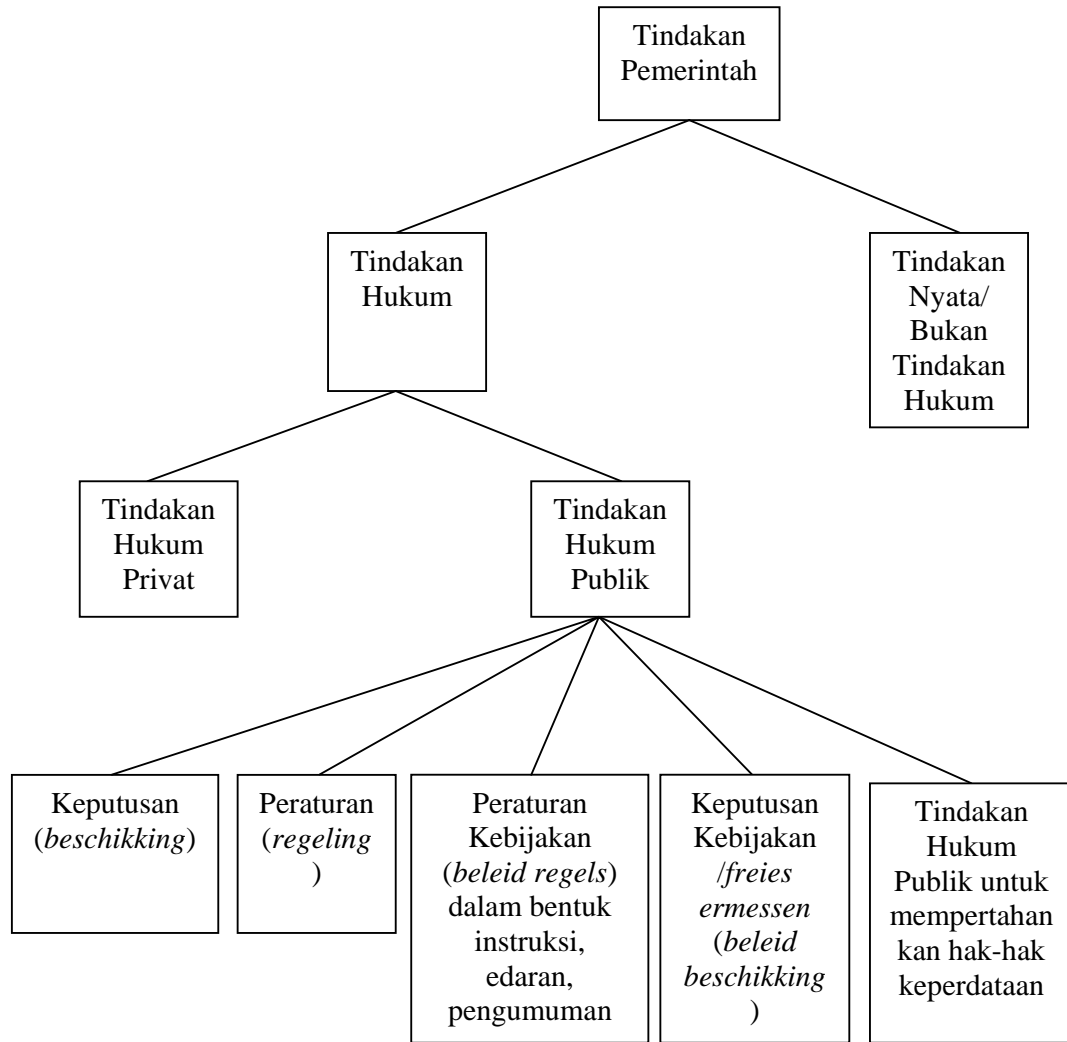 Tindakan
Pemerintah
Tindakan
Hukum
Tindakan
Nyata/
Bukan
Tindakan
Hukum
Tindakan
Hukum
Privat
Tindakan
Hukum
Publik
Keputusan
(beschikking)
Peraturan
(regeling
)
Peraturan
Kebijakan
(beleid regels)
dalam bentuk
instruksi,
edaran,
pengumuman
Keputusan
Kebijakan
/freies
ermessen
(beleid
beschikking
)
Tindakan
Hukum
Publik untuk
mempertahan
kan hak-hak
keperdataan